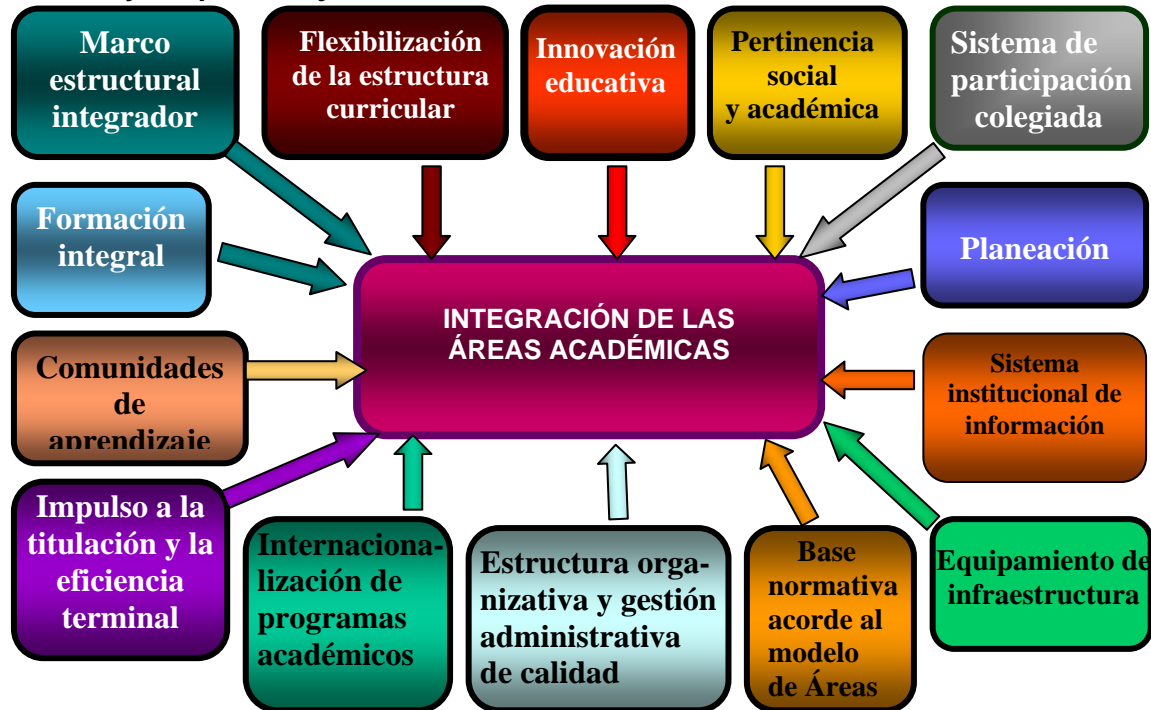 Marco
estructural
integrador
Flexibilización
de la estructura
curricular
Innovación
educativa
Pertinencia
social
y académica
Sistema de
participación
colegiada
Formación
integral
Planeación
INTEGRACIÓN DE LAS
ÁREAS ACADÉMICAS
Comunidades
de
aprendizaje
Sistema
institucional de
información
Impulso a la
titulación y la
eficiencia
terminal
Internaciona-
lización de
programas
académicos
Estructura orga-
nizativa y gestión
administrativa
de calidad
Base
normativa
acorde al
modelo
de Áreas
Equipamiento de
infraestructura